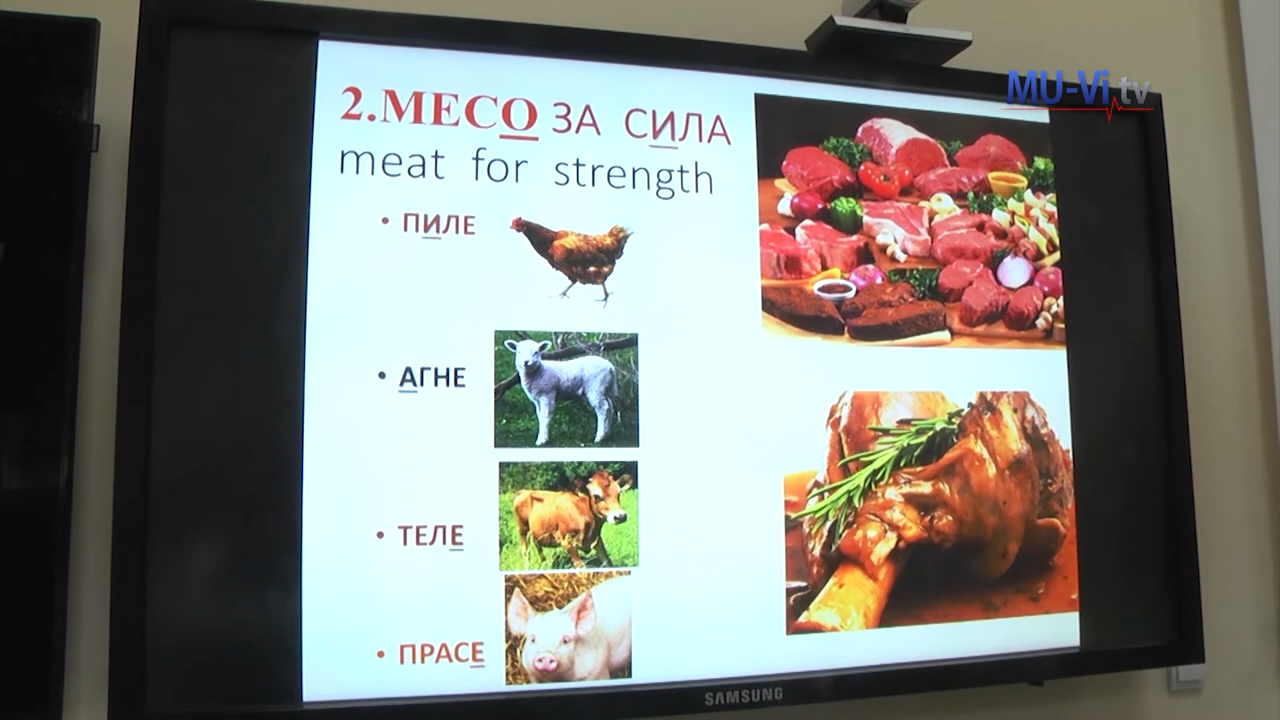 MU-Vi.tv
2.МЕСО ЗА СИЛА
meat for strength
• ПИЛЕ
• АГНЕ
• ТЕЛЕ
• ПРАСЕ
SAMSUNG